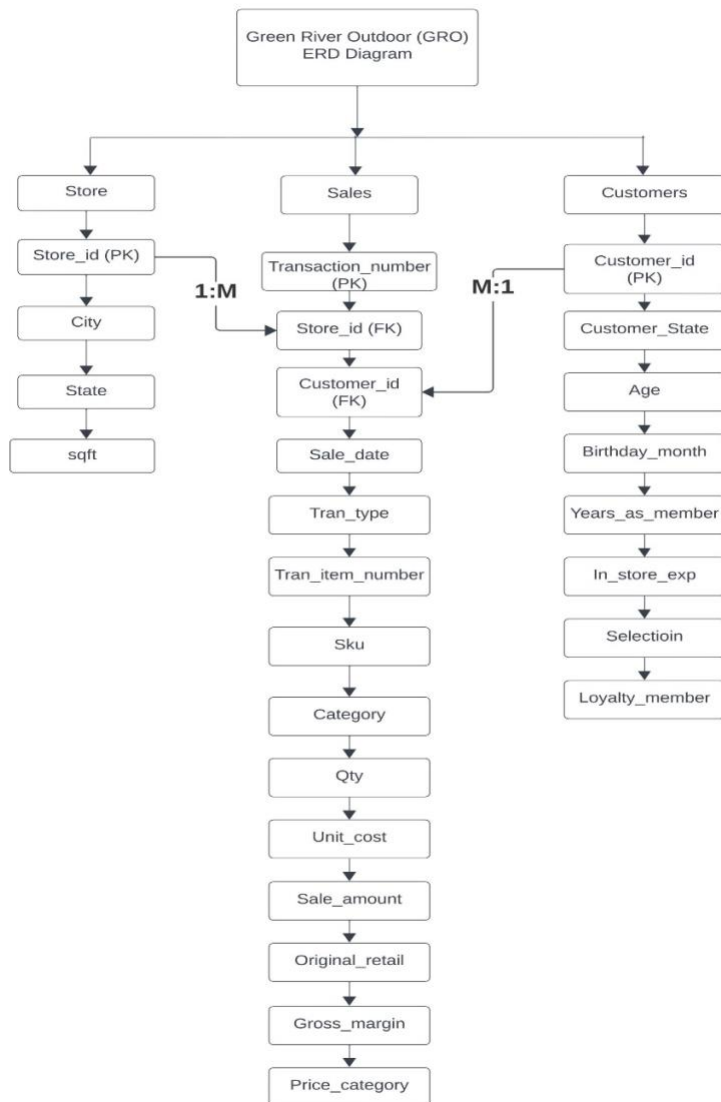 Green River Outdoor (GRO)
ERD Diagram
Store
Store_id (PK)
City
State
sqft
1:M
Sales
Transaction_number
(PK)
Store_id (FK)
Customer_id
(FK)
Sale_date
Tran_type
Tran_item_number
Sku
Category
Qty
Unit_cost
Sale_amount
Original_retail
Gross_margin
Price_category
M:1
Customers
Customer_id
(PK)
Customer_State
Age
Birthday_month
Years_as_member
In_store_exp
Selectioin
Loyalty_member